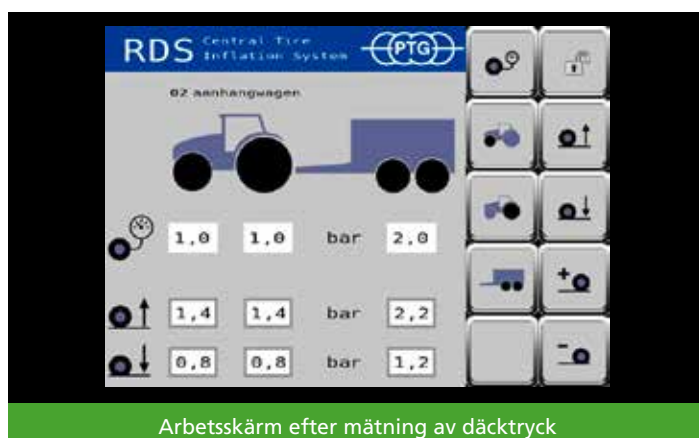 RDS Central Tire Inflation System PTG
02 aanhangwagen
1,0 1,0 bar 2,0
1,4 1,4 bar 2,2
0,8 0,8 bar 1,2
+
-
Arbetsskärm efter mätning av däcktryck